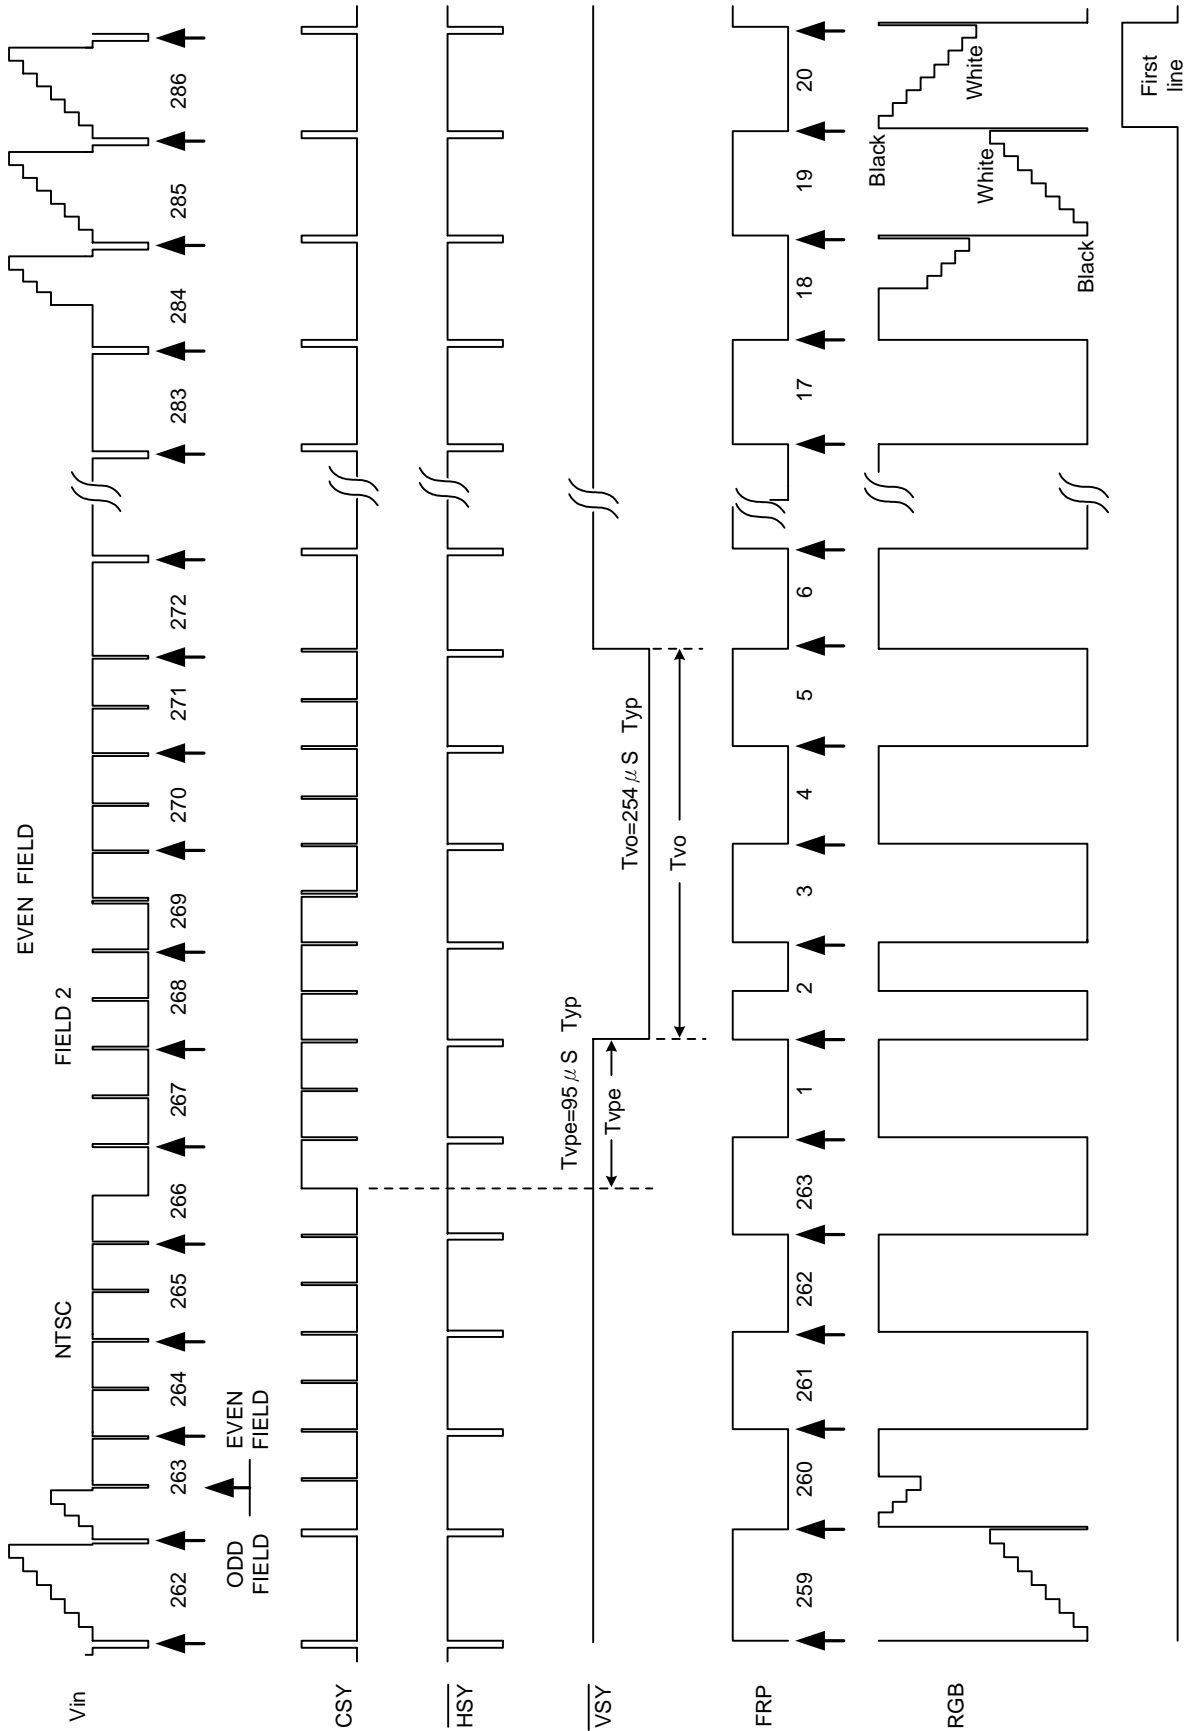 EVEN FIELD
NTSC
FIELD 2
Vin
262 263 264 265 266 267 268 269 270 271 272 283 284 285 286
ODD
FIELD
EVEN
FIELD
CSY
HSY
VSY
Tvpe=95 μS Typ
Tvpe
Tvo=254 μS Typ
Tvo
FRP
259 260 261 262 263 1 2 3 4 5 6 17 18 19 20
RGB
Black
White
Black
White
First
line